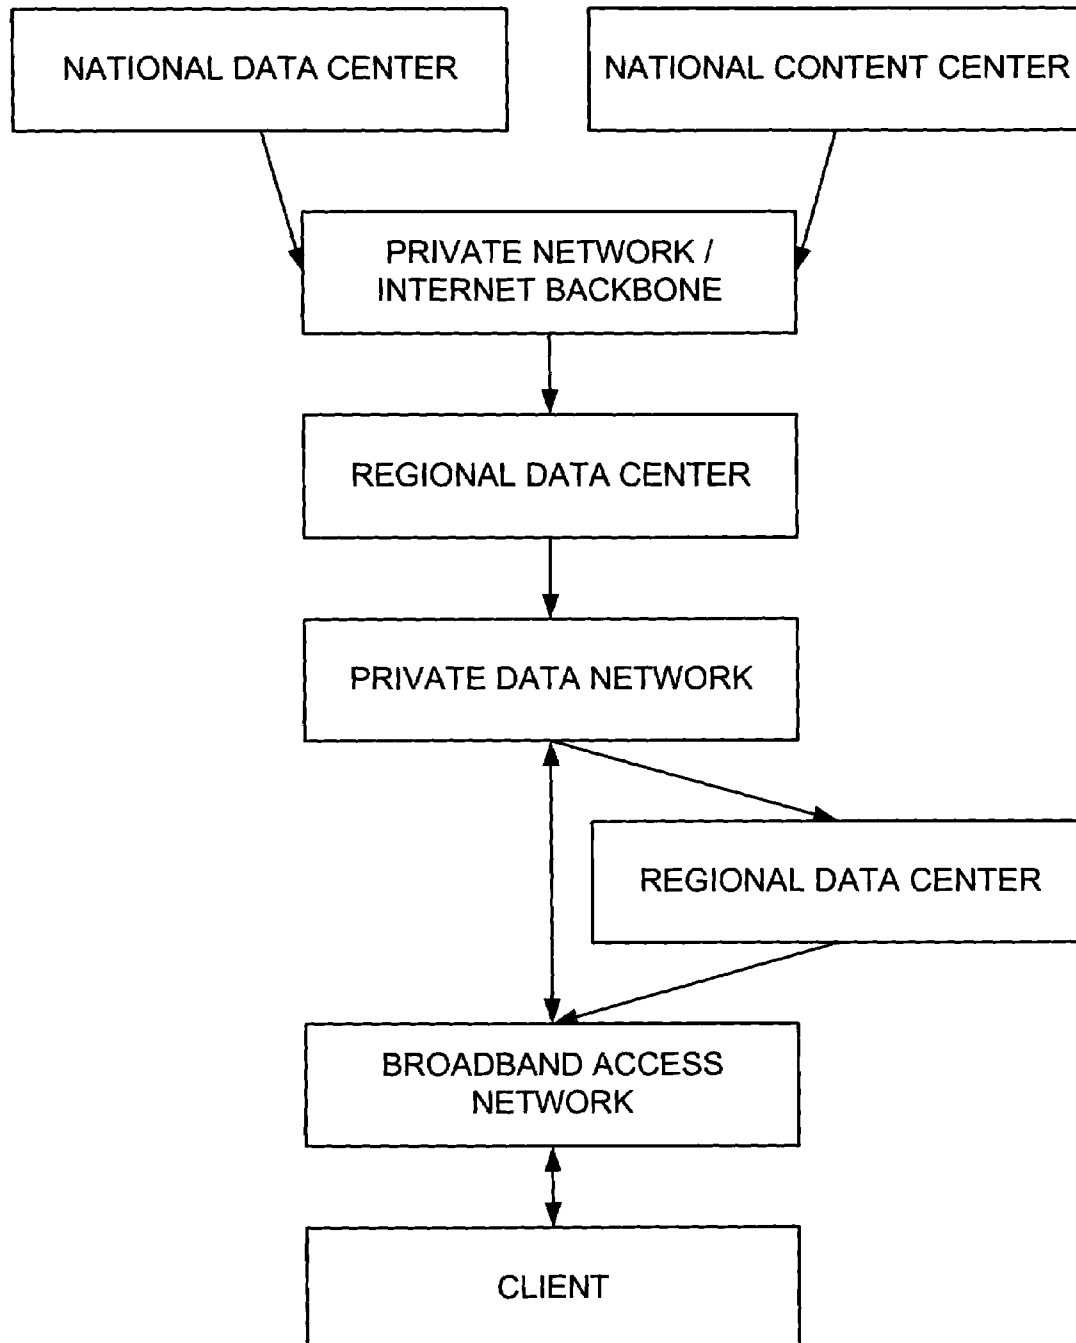 NATIONAL DATA CENTER
NATIONAL CONTENT CENTER
PRIVATE NETWORK /
INTERNET BACKBONE
REGIONAL DATA CENTER
PRIVATE DATA NETWORK
REGIONAL DATA CENTER
BROADBAND ACCESS
NETWORK
CLIENT